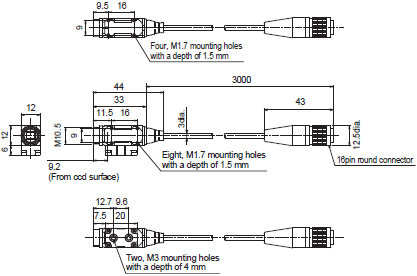 9.5 16
9
Four, M1.7 mounting holes
with a depth of 1.5 mm
44
3000
33
43
11.5 16
12
12
6
M10.5
9
3dia.
12.5dia.
9.2
(From ccd surface)
Eight, M1.7 mounting holes
with a depth of 1.5 mm
16pin round connector
12.7 9.6
7.5 20
Two, M3 mounting holes
with a depth of 4 mm